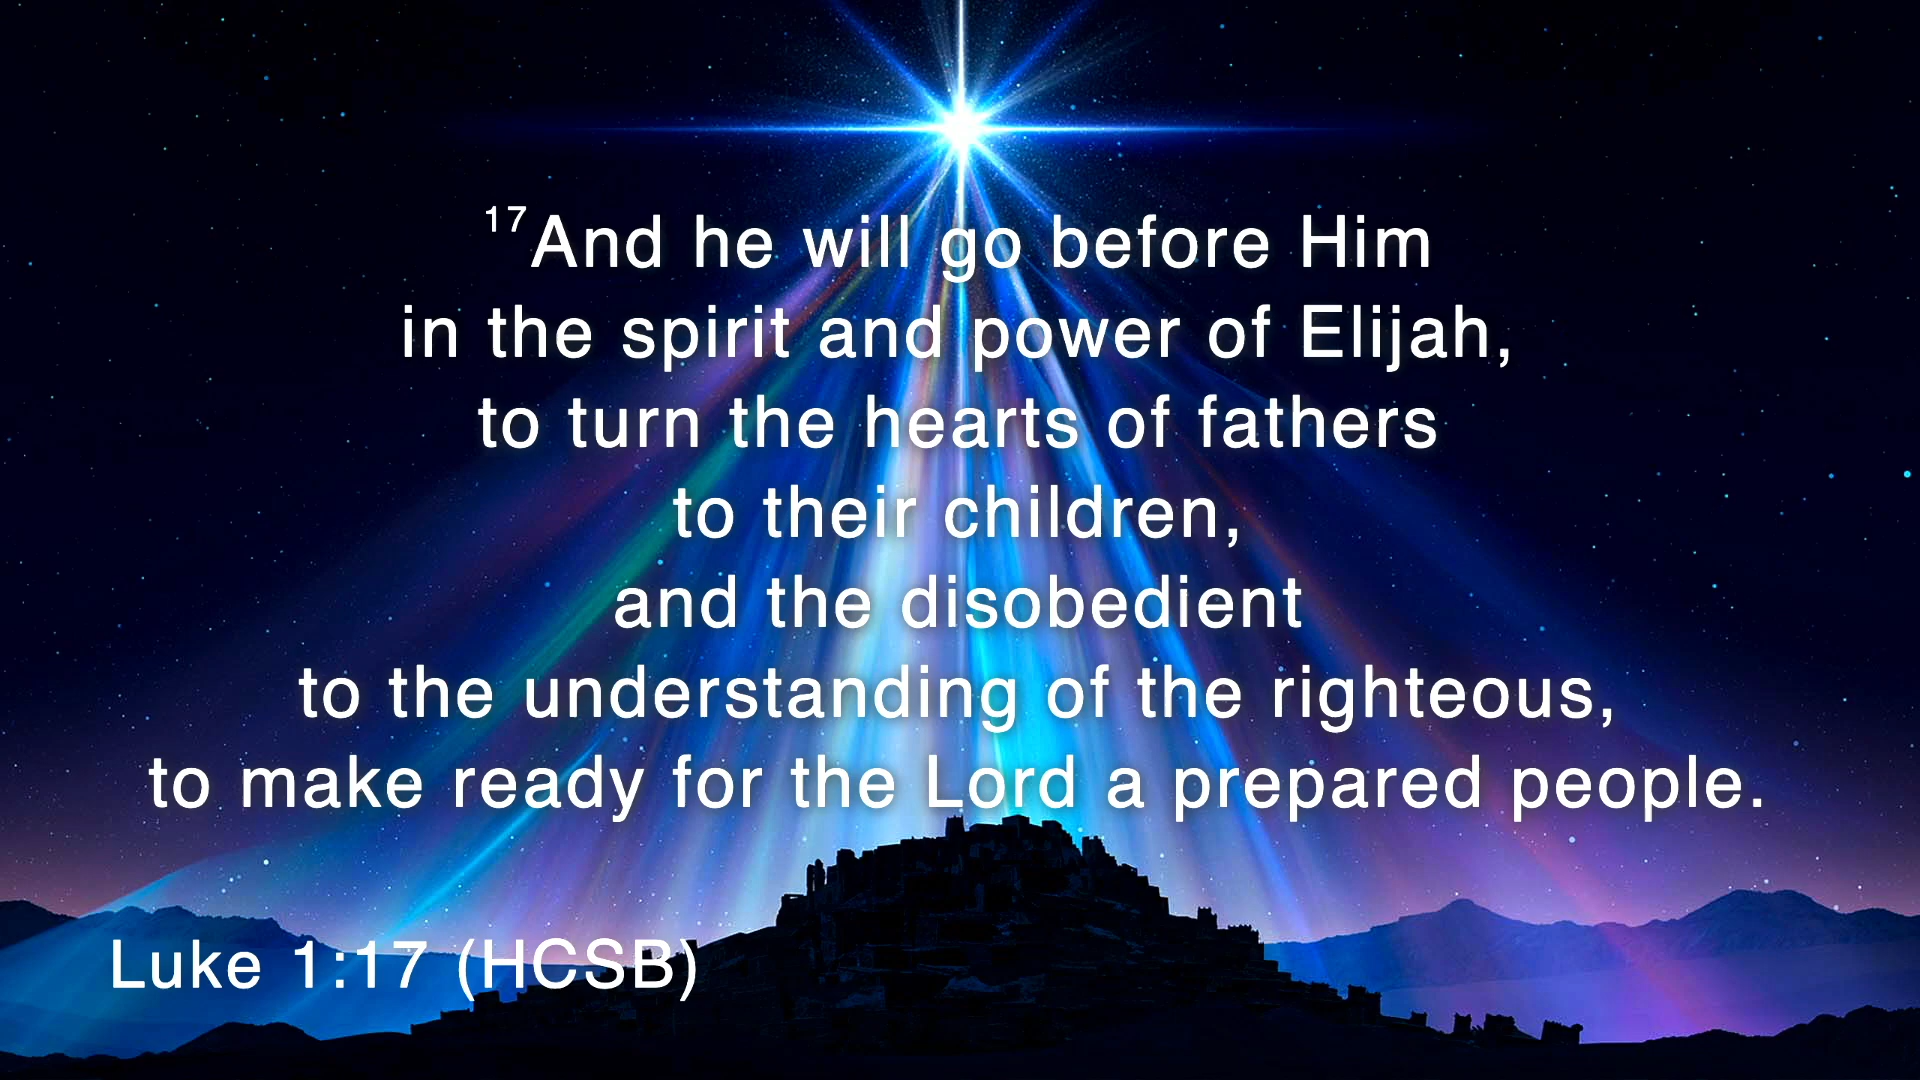 17And he will go before Him
in the spirit and power of Elijah,
to turn the hearts of fathers
to their children,
and the disobedient
to the understanding of the righteous,
to make ready for the Lord a prepared people.
Luke 1:17 (HCSB)